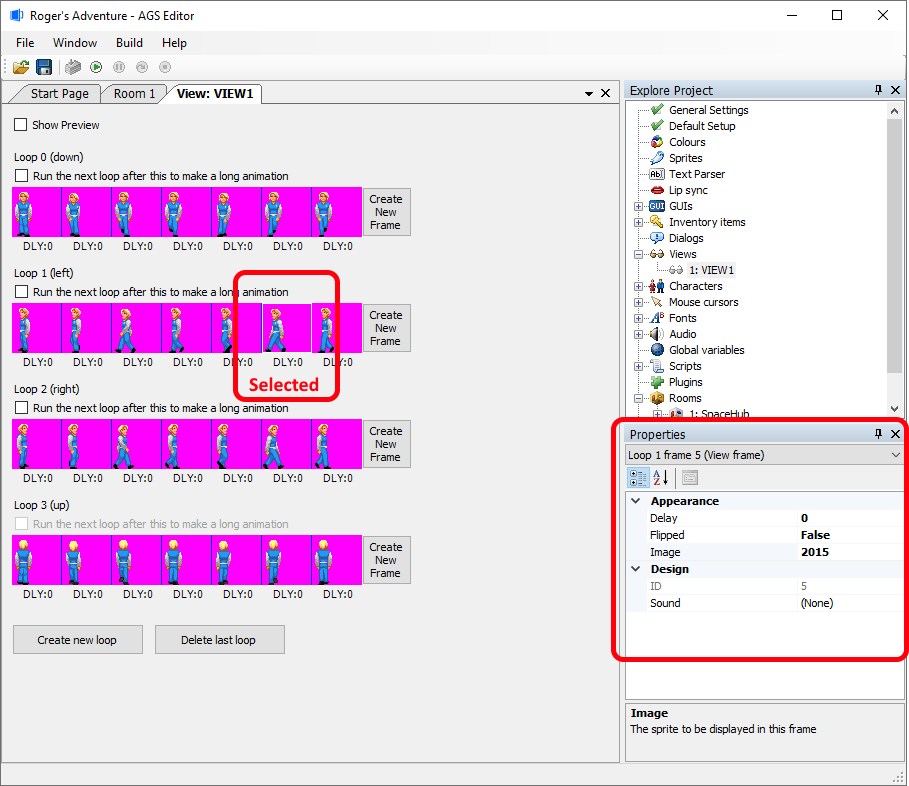 Roger's Adventure - AGS Editor
File Window Build Help
Start Page Room 1 View: VIEW1
Show Preview
Loop 0 (down)
Run the next loop after this to make a long animation
Create New Frame
DLY:0 DLY:0 DLY:0 DLY:0 DLY:0 DLY:0 DLY:0
Loop 1 (left)
Run the next loop after this to make a long animation
Create New Frame
DLY:0 DLY:0 DLY:0 DLY:0 DLY:0 DLY:0 DLY:0
Selected
Loop 2 (right)
Run the next loop after this to make a long animation
Create New Frame
DLY:0 DLY:0 DLY:0 DLY:0 DLY:0 DLY:0 DLY:0
Loop 3 (up)
Run the next loop after this to make a long animation
Create New Frame
DLY:0 DLY:0 DLY:0 DLY:0 DLY:0 DLY:0 DLY:0
Create new loop Delete last loop
Explore Project
General Settings
Default Setup
Colours
Sprites
Ab Text Parser
Lip sync
GUI GUIs
Inventory items
Dialogs
Views
1: VIEW1
Characters
Mouse cursors
Fonts
Audio
Global variables
Scripts
Plugins
Rooms
1: SpaceHub
Properties
Loop 1 frame 5 (View frame)
A Z
Appearance
Delay 0
Flipped False
Image 2015
Design
ID 5
Sound (None)
Image
The sprite to be displayed in this frame